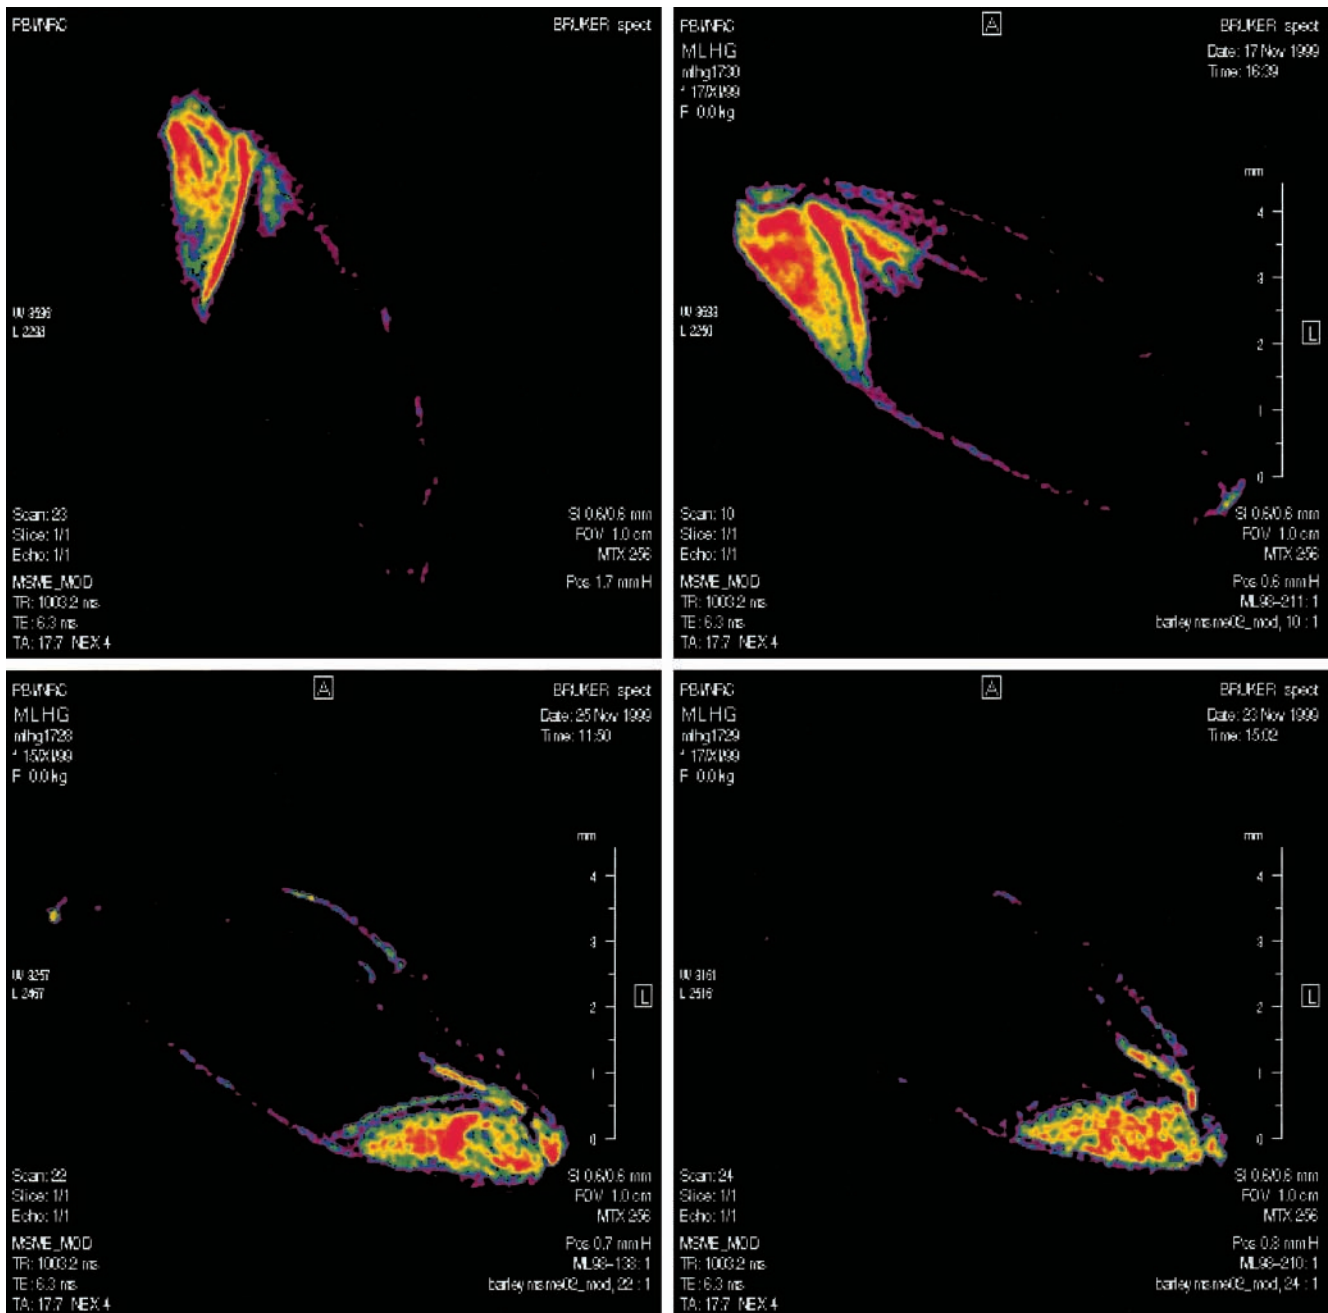 PBI/NRC
BRUKER spect
W 3596
L 2293
Scan: 23
Slice: 1/1
Echo: 1/1
MSME_MOD
TR: 1003.2 ms
TE: 6.3 ms
TA: 17:7 NEX 4
SI 0.6/0.6 mm
FOV 1.0 cm
MTX 256
Pos 1.7 mm H
PBI/NRC
MLHG
mlhg1730
* 17/XI/99
F 0.0 kg
A
BRUKER spect
Date: 17 Nov 1999
Time: 16:39
mm
4
3
2
1
0
L
L 2250
Scan: 10
Slice: 1/1
Echo: 1/1
MSME_MOD
TR: 1003.2 ms
TE: 6.3 ms
TA: 17:7 NEX 4
SI 0.6/0.6 mm
FOV 1.0 cm
MTX 256
Pos 0.6 mm H
ML98-211: 1
barley msme02_mod, 10 : 1
PBI/NRC
MLHG
mlhg1728
* 15/XI/99
F 0.0 kg
A
BRUKER spect
Date: 25 Nov 1999
Time: 11:50
mm
4
3
2
1
0
L
W 3257
L 2467
Scan: 22
Slice: 1/1
Echo: 1/1
MSME_MOD
TR: 1003.2 ms
TE: 6.3 ms
TA: 17:7 NEX 4
SI 0.6/0.6 mm
FOV 1.0 cm
MTX 256
Pos 0.7 mm H
ML98-138: 1
barley msme02_mod, 22 : 1
PBI/NRC
MLHG
mlhg1729
* 17/XI/99
F 0.0 kg
A
BRUKER spect
Date: 23 Nov 1999
Time: 15:02
mm
4
3
2
1
0
L
W 3161
L 2516
Scan: 24
Slice: 1/1
Echo: 1/1
MSME_MOD
TR: 1003.2 ms
TE: 6.3 ms
TA: 17:7 NEX 4
SI 0.6/0.6 mm
FOV 1.0 cm
MTX 256
Pos 0.8 mm H
ML98-210: 1
barley msme02_mod, 24 : 1